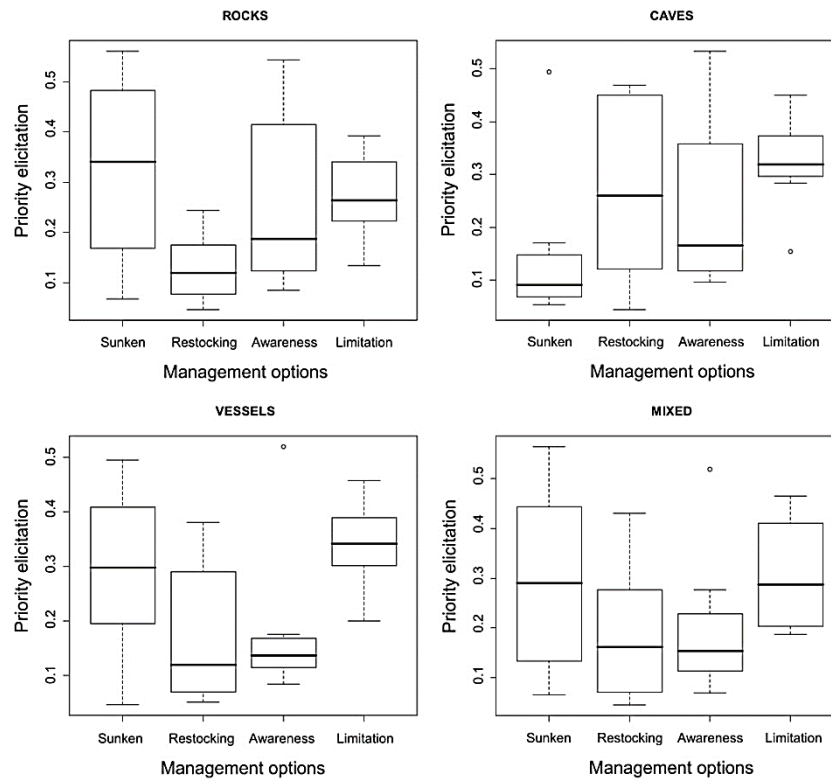 ROCKS
Priority elicitation
0.5
0.4
0.3
0.2
0.1
Sunken Restocking Awareness Limitation
Management options
CAVES
Priority elicitation
0.5
0.4
0.3
0.2
0.1
Sunken Restocking Awareness Limitation
Management options
VESSELS
Priority elicitation
0.5
0.4
0.3
0.2
0.1
Sunken Restocking Awareness Limitation
Management options
MIXED
Priority elicitation
0.5
0.4
0.3
0.2
0.1
Sunken Restocking Awareness Limitation
Management options